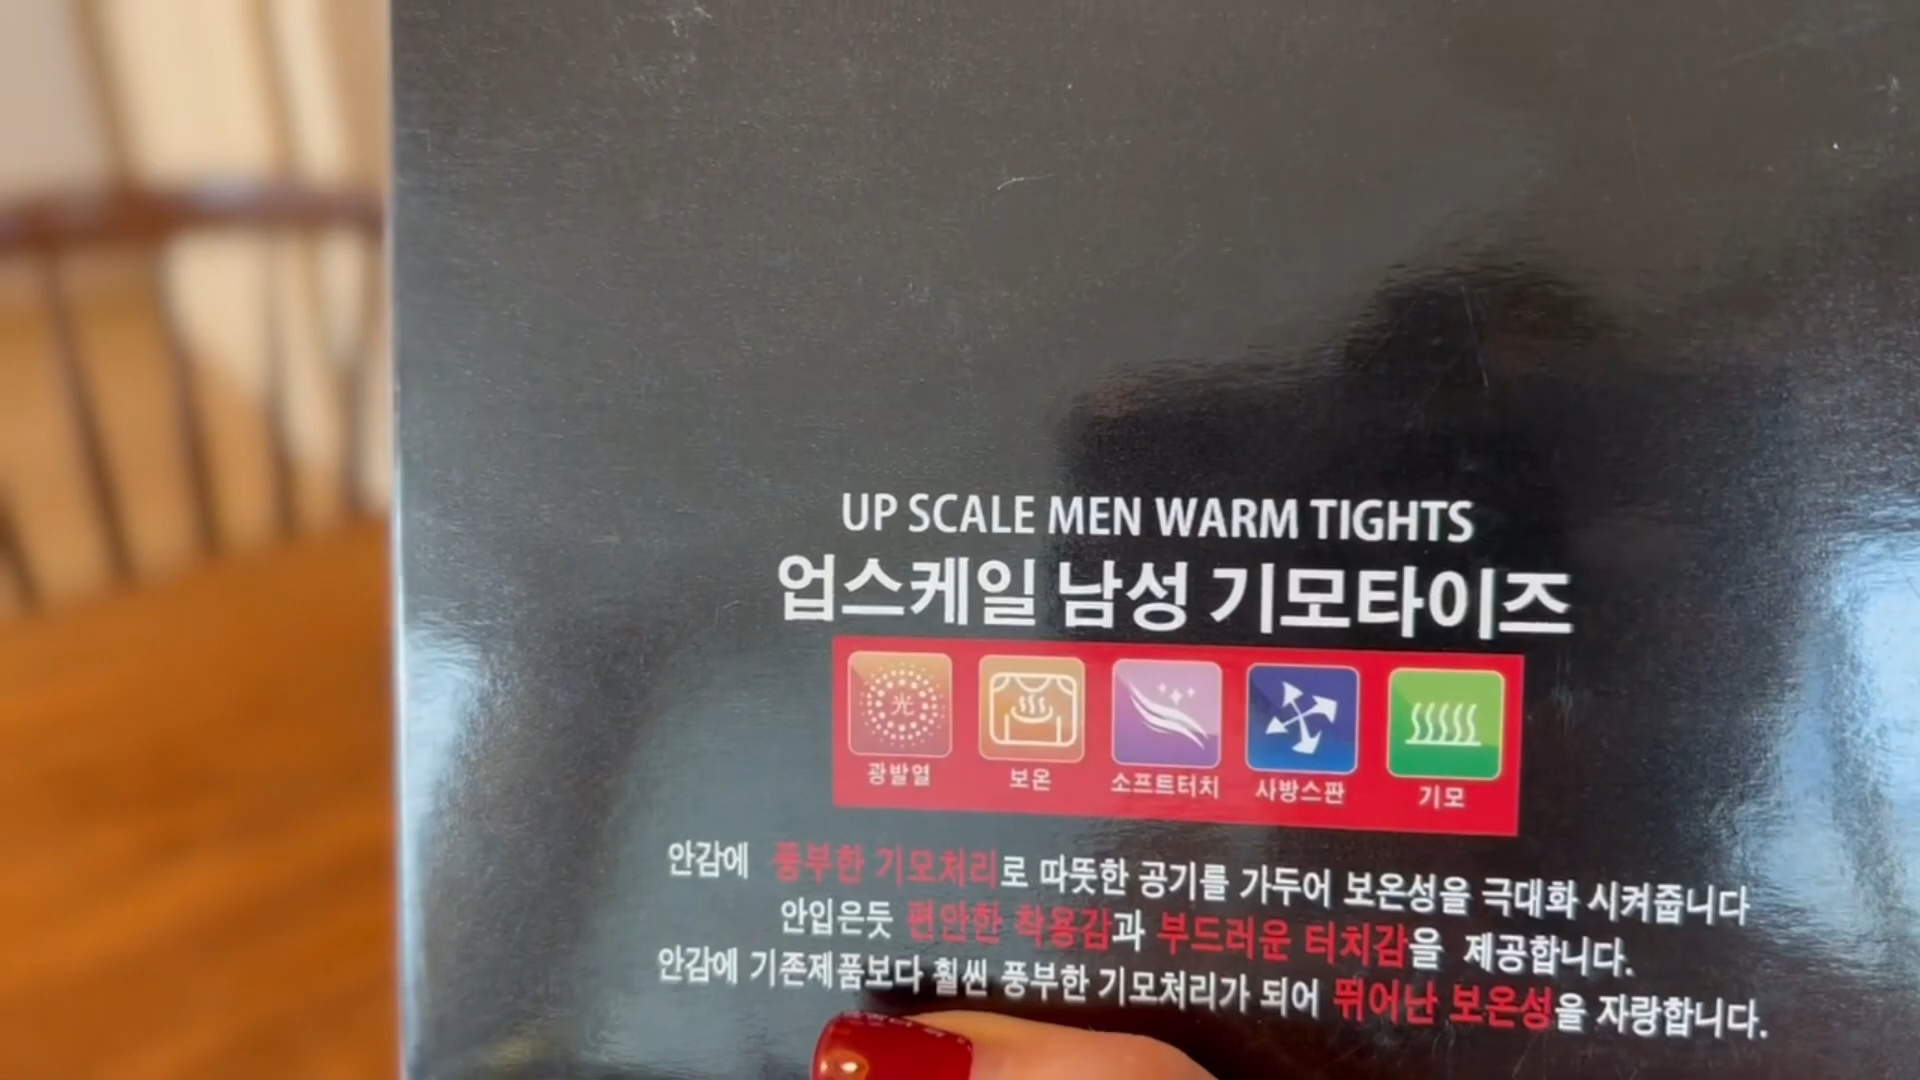 UP SCALE MEN WARM TIGHTS
업스케일 남성 기모타이즈
光
광발열 보온 소프트터치 사방스판 기모
안감에 풍부한 기모처리로 따뜻한 공기를 가두어 보온성을 극대화 시켜줍니다
안입은듯 편안한 착용감과 부드러운 터치감을 제공합니다.
안감에 기존제품보다 훨씬 풍부한 기모처리가 되어 뛰어난 보온성을 자랑합니다.